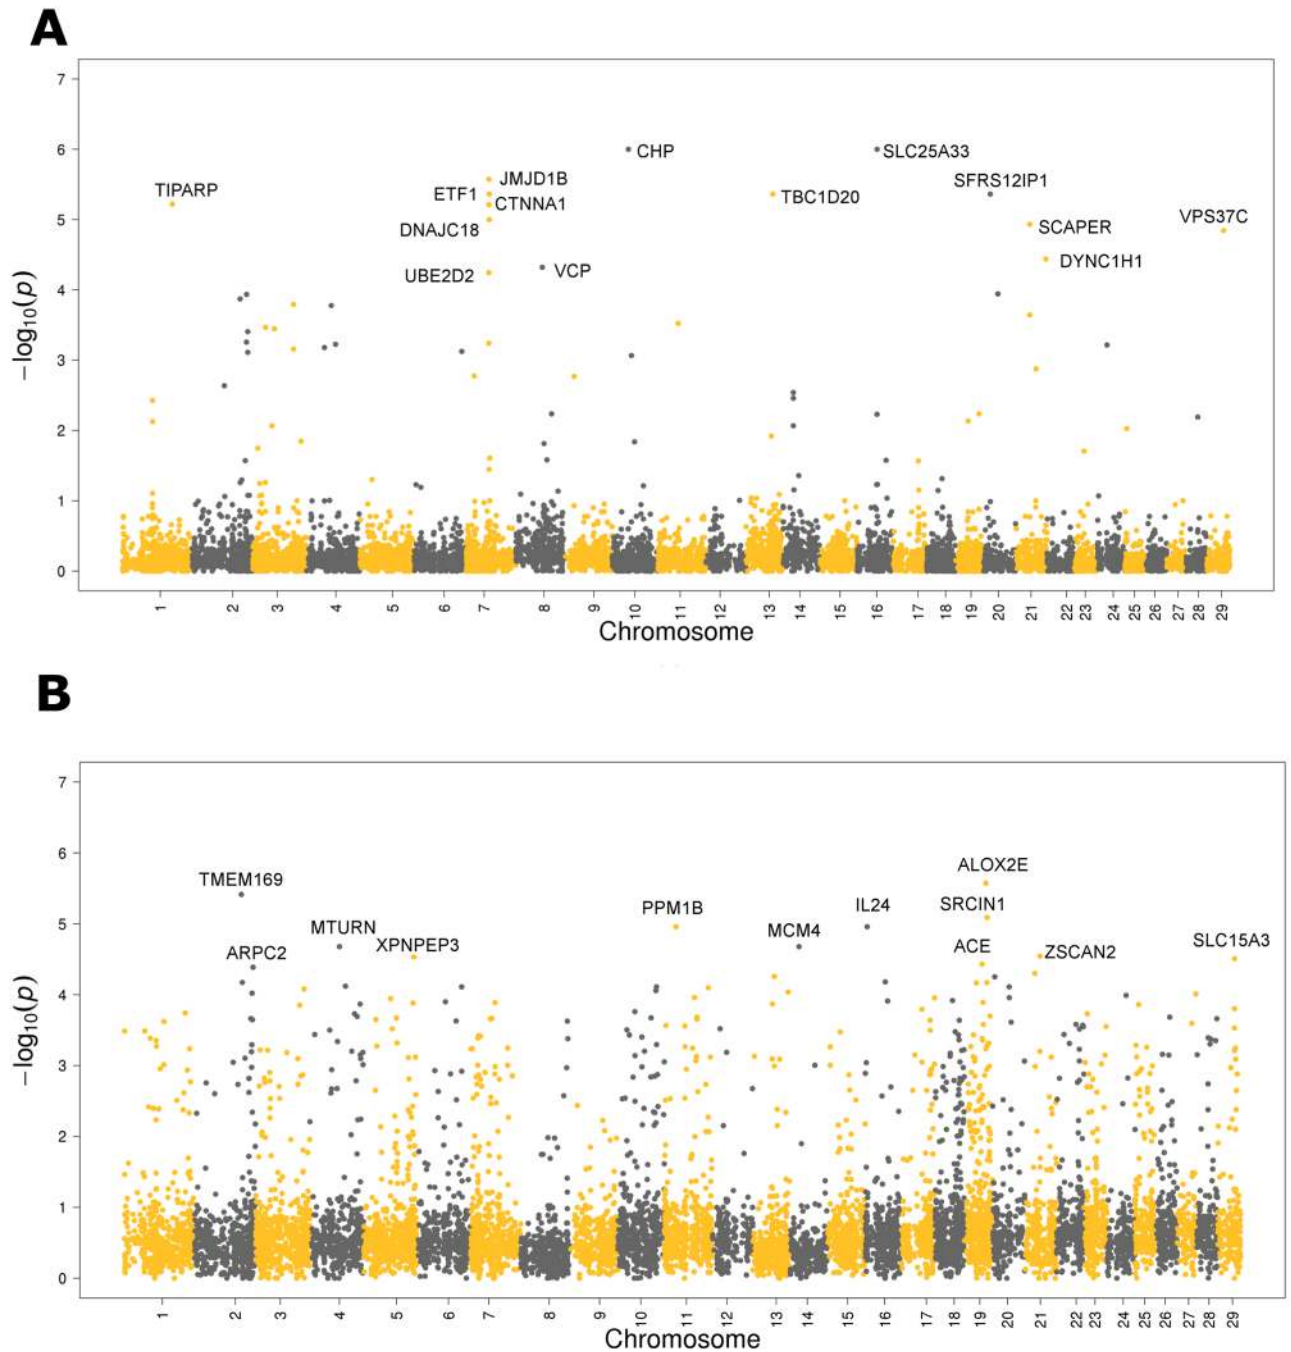 A
7
6
5
4
3
2
1
0
−log₁₀(p)
CHP
SLC25A33
JMJD1B
SFRS12IP1
TIPARP
ETF1
TBC1D20
CTNNA1
VPS37C
DNAJC18
SCAPER
DYNC1H1
VCP
UBE2D2
1 2 3 4 5 6 7 8 9 10 11 12 13 14 15 16 17 18 19 20 21 22 23 24 25 26 27 28 29
Chromosome
B
7
6
5
4
3
2
1
0
−log₁₀(p)
ALOX2E
TMEM169
SRCIN1
IL24
PPM1B
MTURN
MCM4
SLC15A3
XPNPEP3
ACE
ARPC2
ZSCAN2
1 2 3 4 5 6 7 8 9 10 11 12 13 14 15 16 17 18 19 20 21 22 23 24 25 26 27 28 29
Chromosome